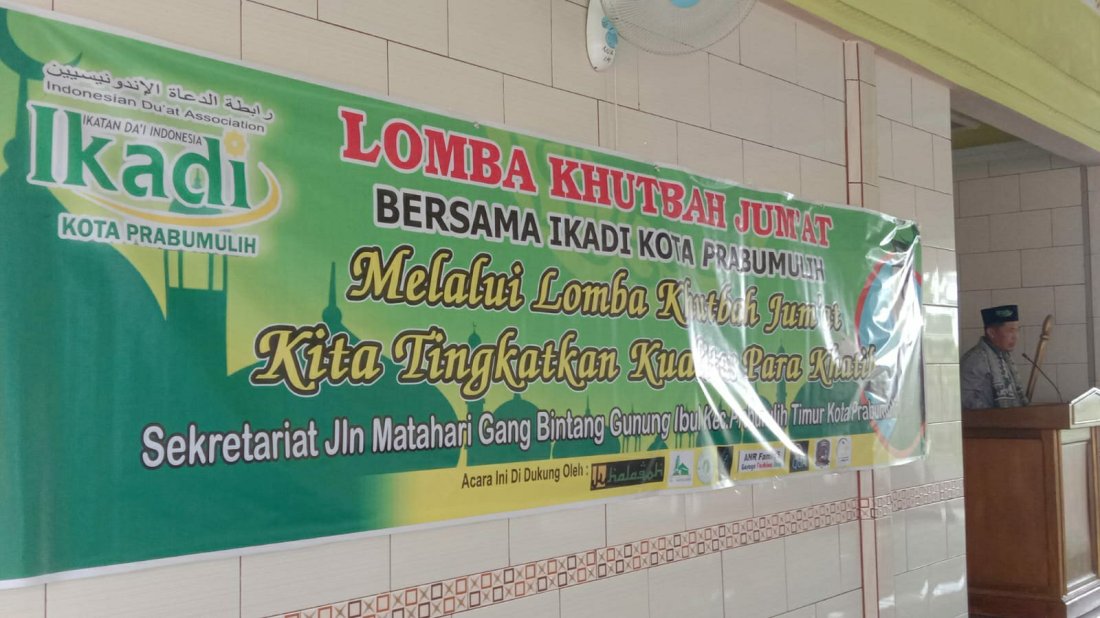 رابطة الدعاة الإندونيسيين
Indonesian Du'at Association
IKATAN DA'I INDONESIA
Ikadi
KOTA PRABUMULIH
LOMBA KHUTBAH JUM'AT
BERSAMA IKADI KOTA PRABUMULIH
Melalui Lomba Khutbah Jum'at
Kita Tingkatkan Kualitas Para Khatib
Sekretariat Jln Matahari Gang Bintang Gunung Ibul Kec.Prabumulih Timur Kota
Acara Ini Di Dukung Oleh :
halaqah